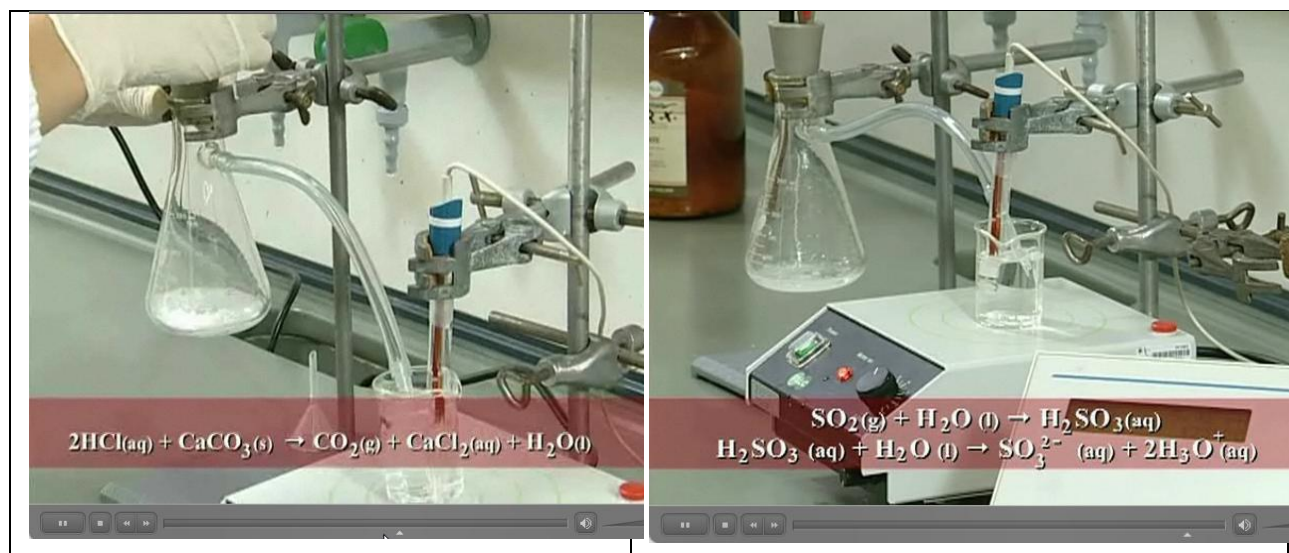 2HCl(aq) + CaCO₃(s) → CO₂(g) + CaCl₂(aq) + H₂O(l)
SO₂(g) + H₂O (l) → H₂SO₃(aq)
H₂SO₃ (aq) + H₂O (l) → SO₃²⁻ (aq) + 2H₃O⁺(aq)